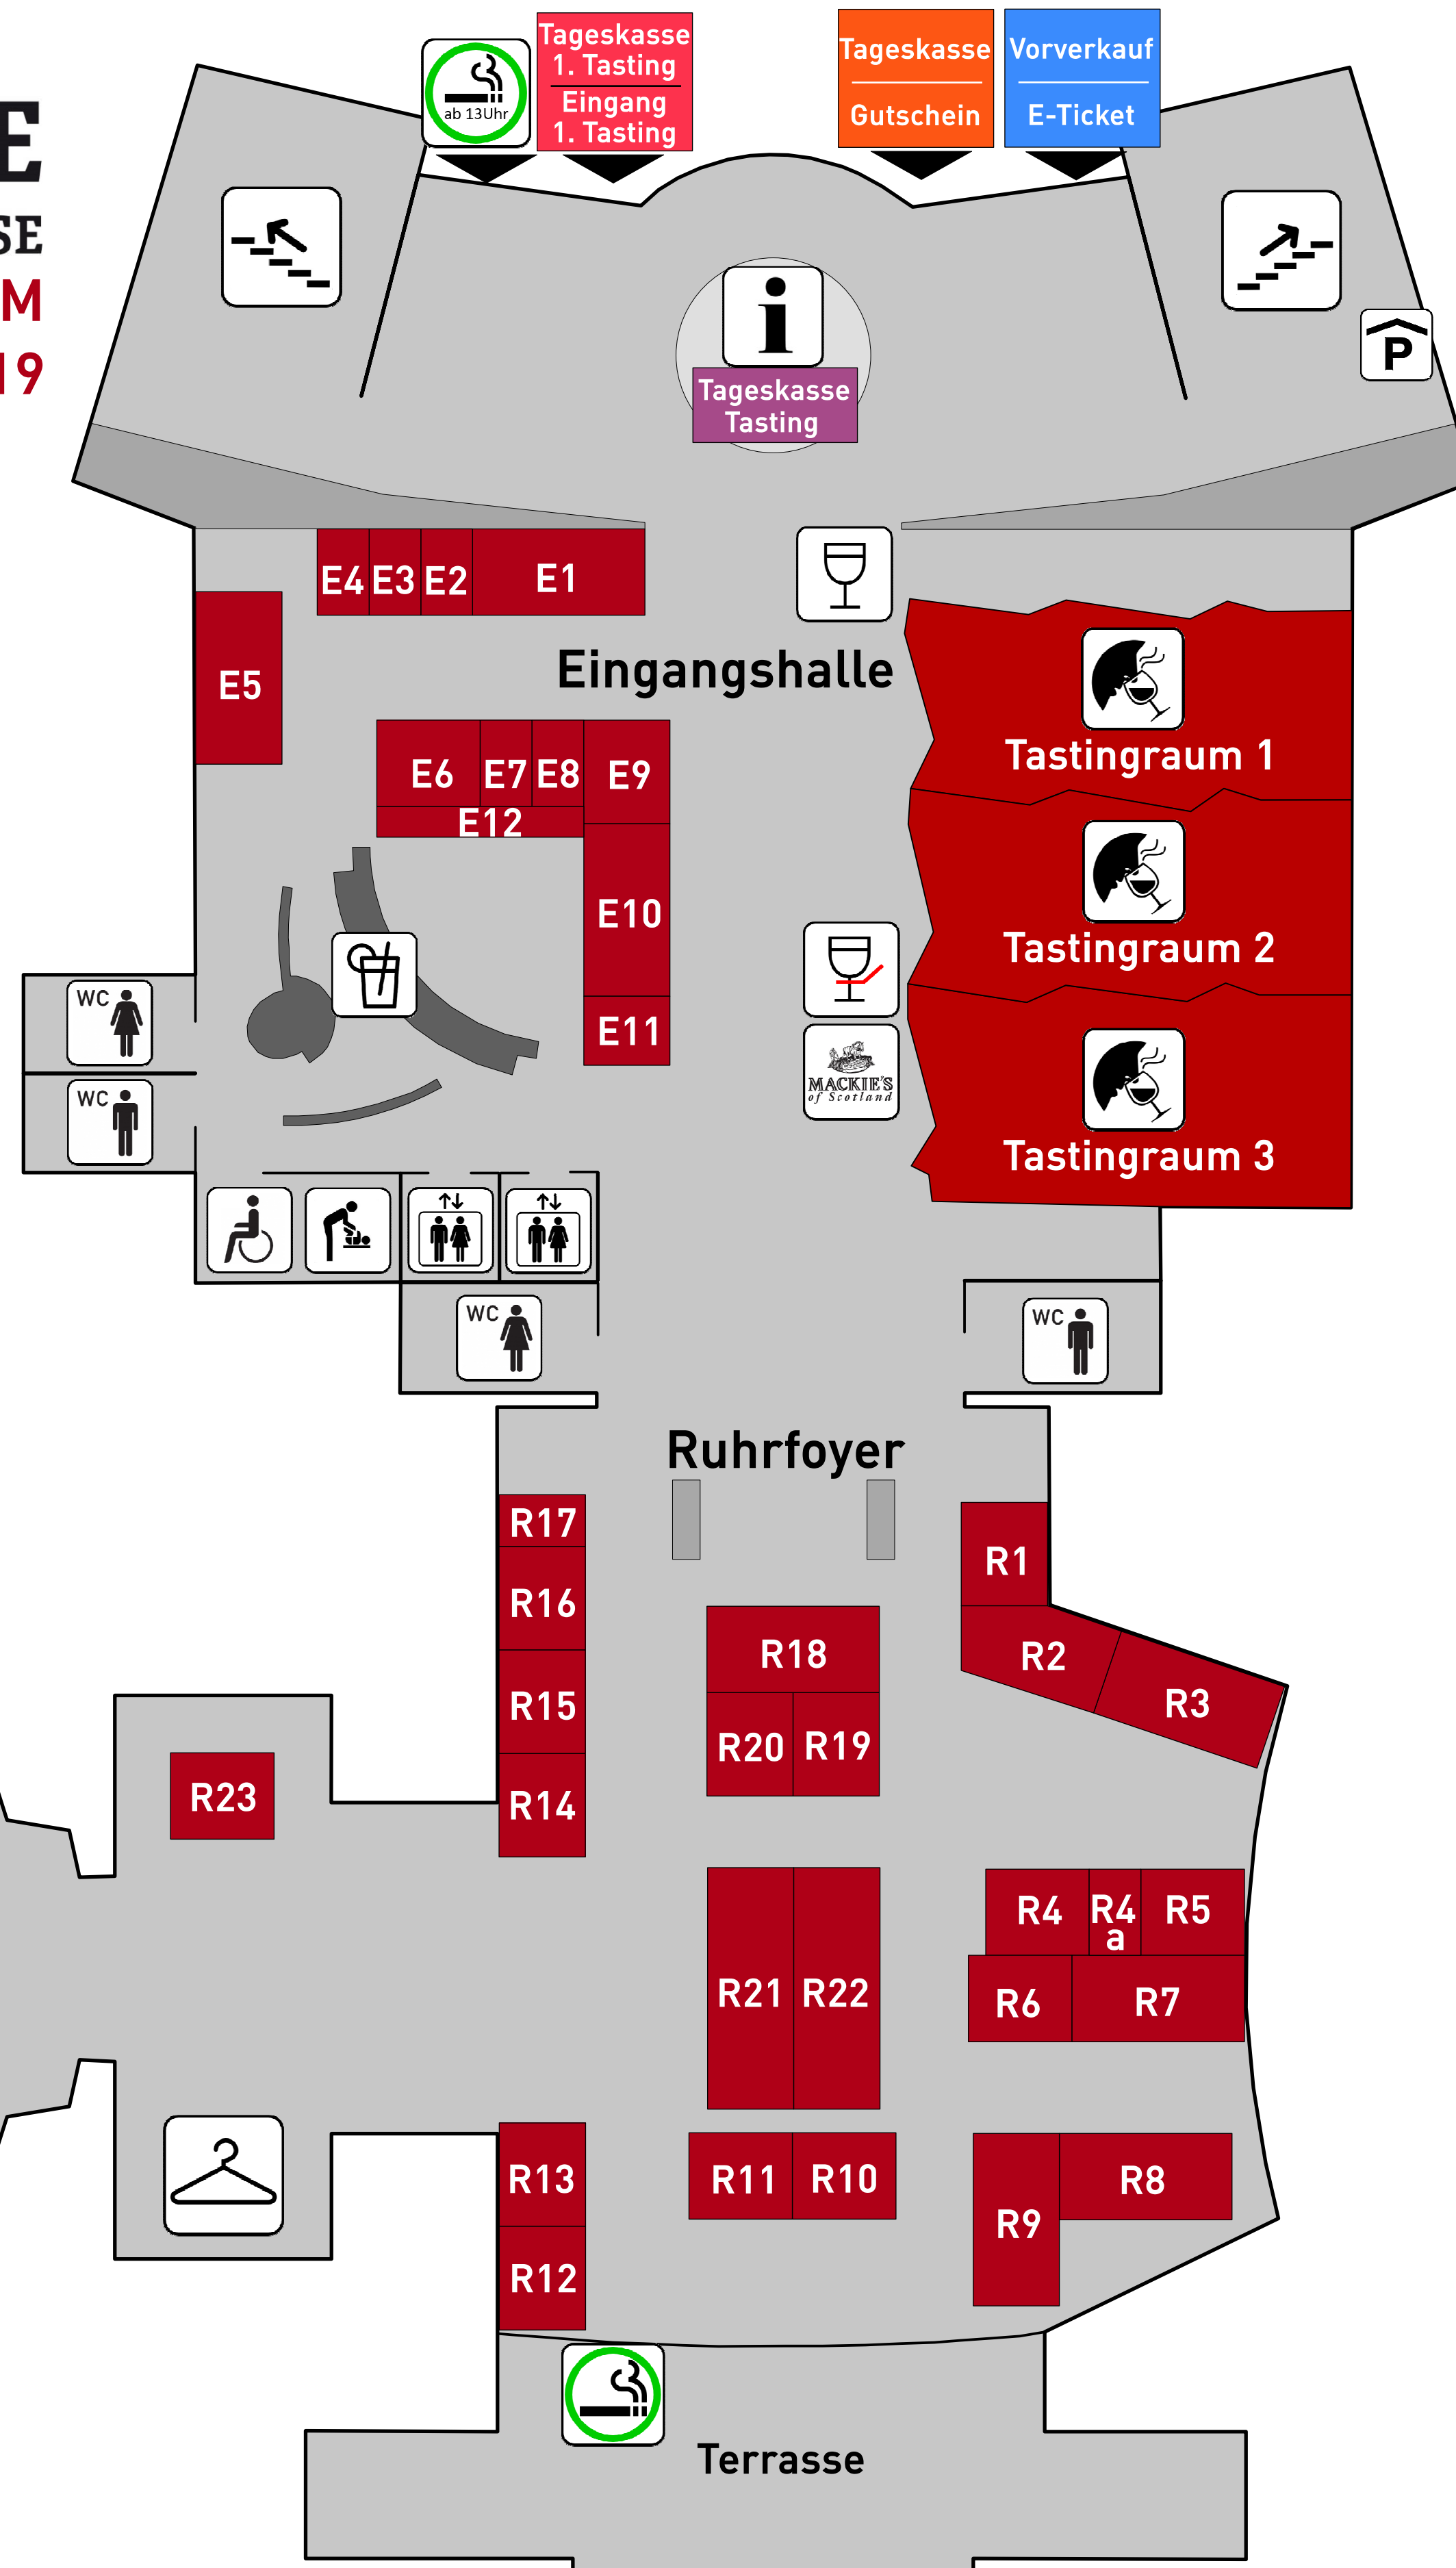 E
SE
M
19
ab 13Uhr
Tageskasse
1. Tasting
Eingang
1. Tasting
Tageskasse
Gutschein
Vorverkauf
E-Ticket
P
i
Tageskasse
Tasting
E4
E3
E2
E1
E5
Eingangshalle
E6
E7
E8
E9
E12
E10
E11
Tastingraum 1
Tastingraum 2
Tastingraum 3
MACKIE'S
of Scotland
WC
WC
WC
WC
Ruhrfoyer
R17
R16
R15
R14
R1
R2
R3
R18
R20
R19
R23
R4
R4
a
R5
R6
R7
R21
R22
R13
R12
R11
R10
R9
R8
Terrasse